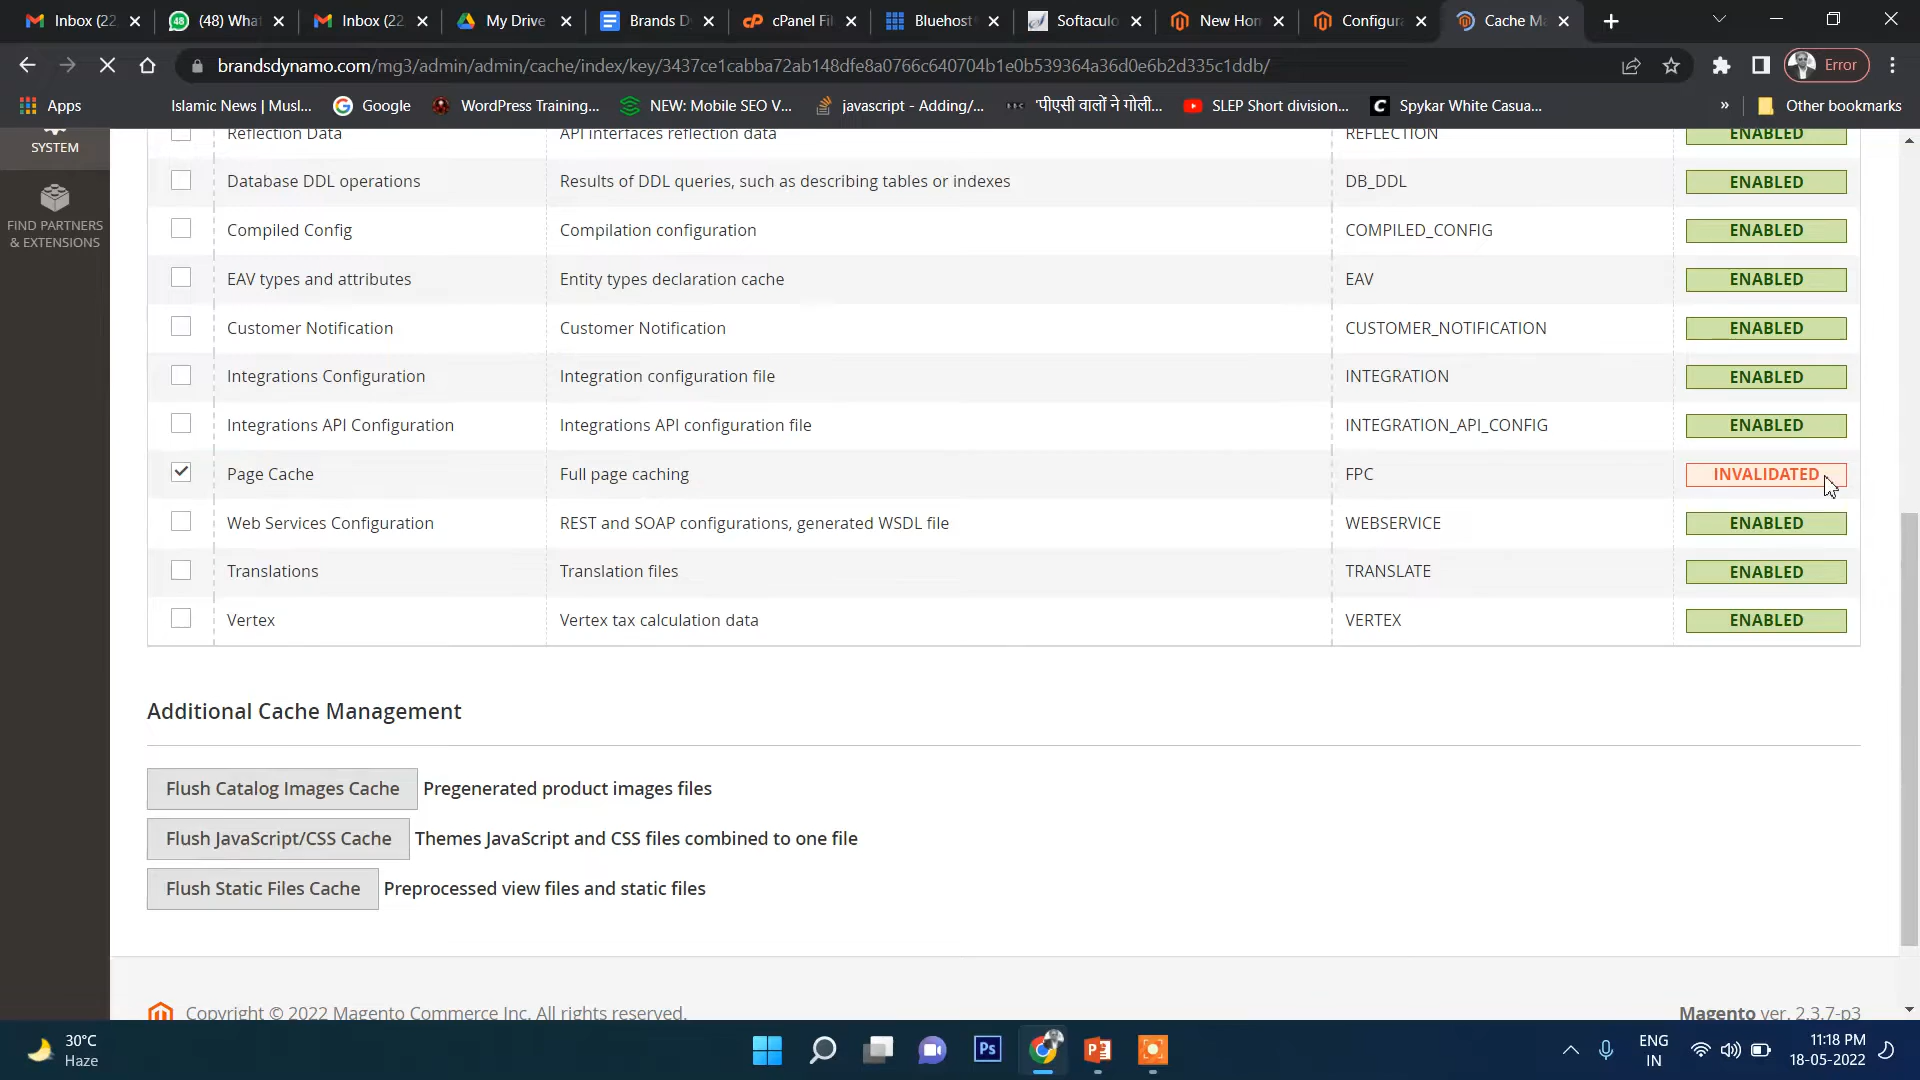 Inbox (22
(48) What
Inbox (22
My Drive
Brands D
cPanel Fil
Bluehost
Softaculo
New Hom
Configura
Cache Ma
brandsdynamo.com/mg3/admin/admin/cache/index/key/3437ce1cabba72ab148dfe8a0766c640704b1e0b539364a36d0e6b2d335c1ddb/
Error
Apps
Islamic News | Musl...
Google
WordPress Training...
NEW: Mobile SEO V...
javascript - Adding/...
'पीएसी वालों ने गोली...
SLEP Short division...
Spykar White Casua...
»
Other bookmarks
SYSTEM
FIND PARTNERS
& EXTENSIONS
Reflection Data API interfaces reflection data REFLECTION ENABLED
Database DDL operations Results of DDL queries, such as describing tables or indexes DB_DDL ENABLED
Compiled Config Compilation configuration COMPILED_CONFIG ENABLED
EAV types and attributes Entity types declaration cache EAV ENABLED
Customer Notification Customer Notification CUSTOMER_NOTIFICATION ENABLED
Integrations Configuration Integration configuration file INTEGRATION ENABLED
Integrations API Configuration Integrations API configuration file INTEGRATION_API_CONFIG ENABLED
Page Cache Full page caching FPC INVALIDATED
Web Services Configuration REST and SOAP configurations, generated WSDL file WEBSERVICE ENABLED
Translations Translation files TRANSLATE ENABLED
Vertex Vertex tax calculation data VERTEX ENABLED
Additional Cache Management
Flush Catalog Images Cache Pregenerated product images files
Flush JavaScript/CSS Cache Themes JavaScript and CSS files combined to one file
Flush Static Files Cache Preprocessed view files and static files
Copyright © 2022 Magento Commerce Inc. All rights reserved.
Magento ver. 2.3.7-p3
30°C
Haze
Ps
ENG
IN
11:18 PM
18-05-2022